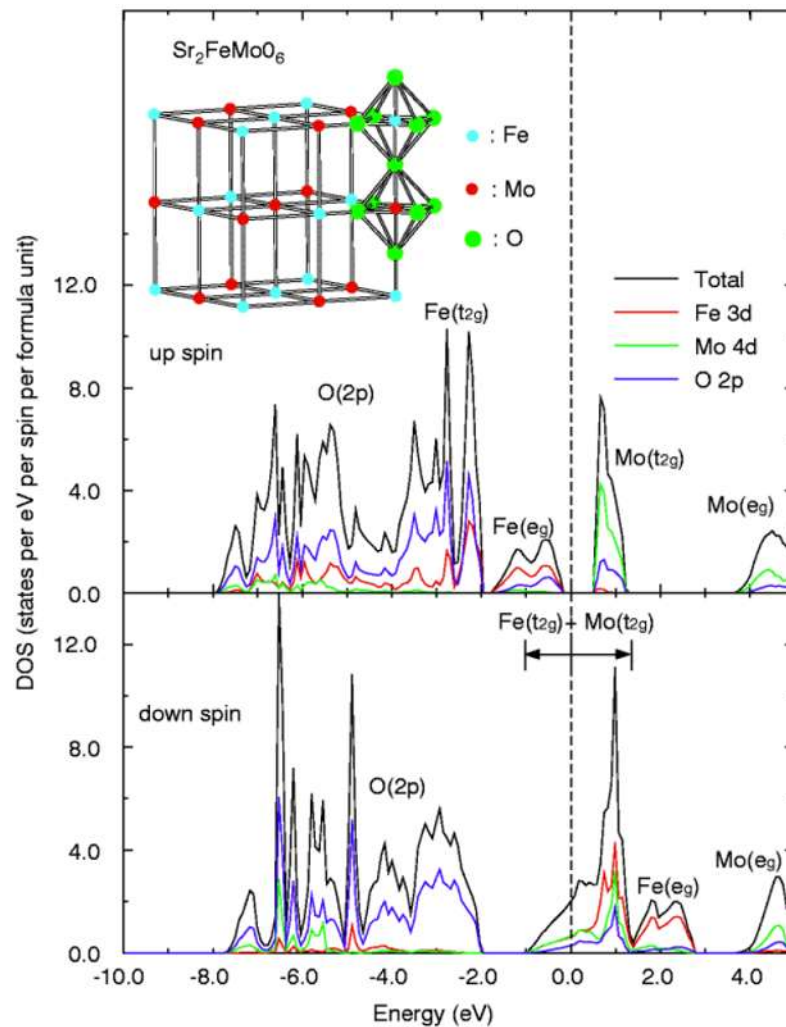 Sr₂FeMoO₆
: Fe
: Mo
: O
Total
Fe 3d
Mo 4d
O 2p
up spin
O(2p)
Fe(t2g)
Fe(eg)
Mo(t2g)
Mo(eg)
12.0
8.0
4.0
0.0
DOS (states per eV per spin per formula unit)
Fe(t2g)+ Mo(t2g)
down spin
O(2p)
Fe(eg)
Mo(eg)
12.0
8.0
4.0
0.0
-10.0 -8.0 -6.0 -4.0 -2.0 0.0 2.0 4.0
Energy (eV)